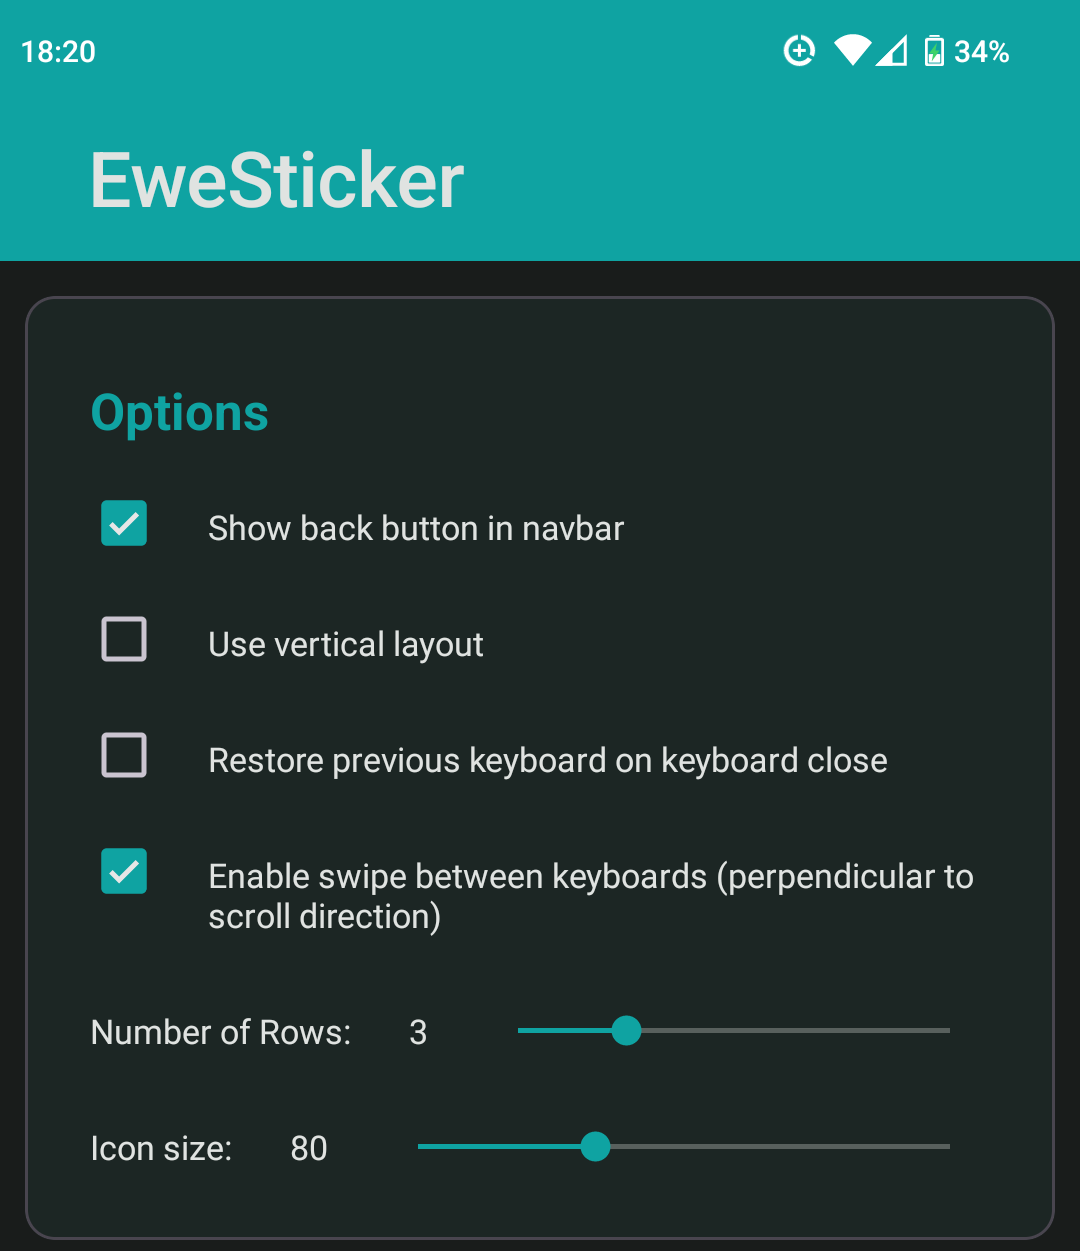 18:20 34%
EweSticker
Options
Show back button in navbar
Use vertical layout
Restore previous keyboard on keyboard close
Enable swipe between keyboards (perpendicular to
scroll direction)
Number of Rows: 3
Icon size: 80